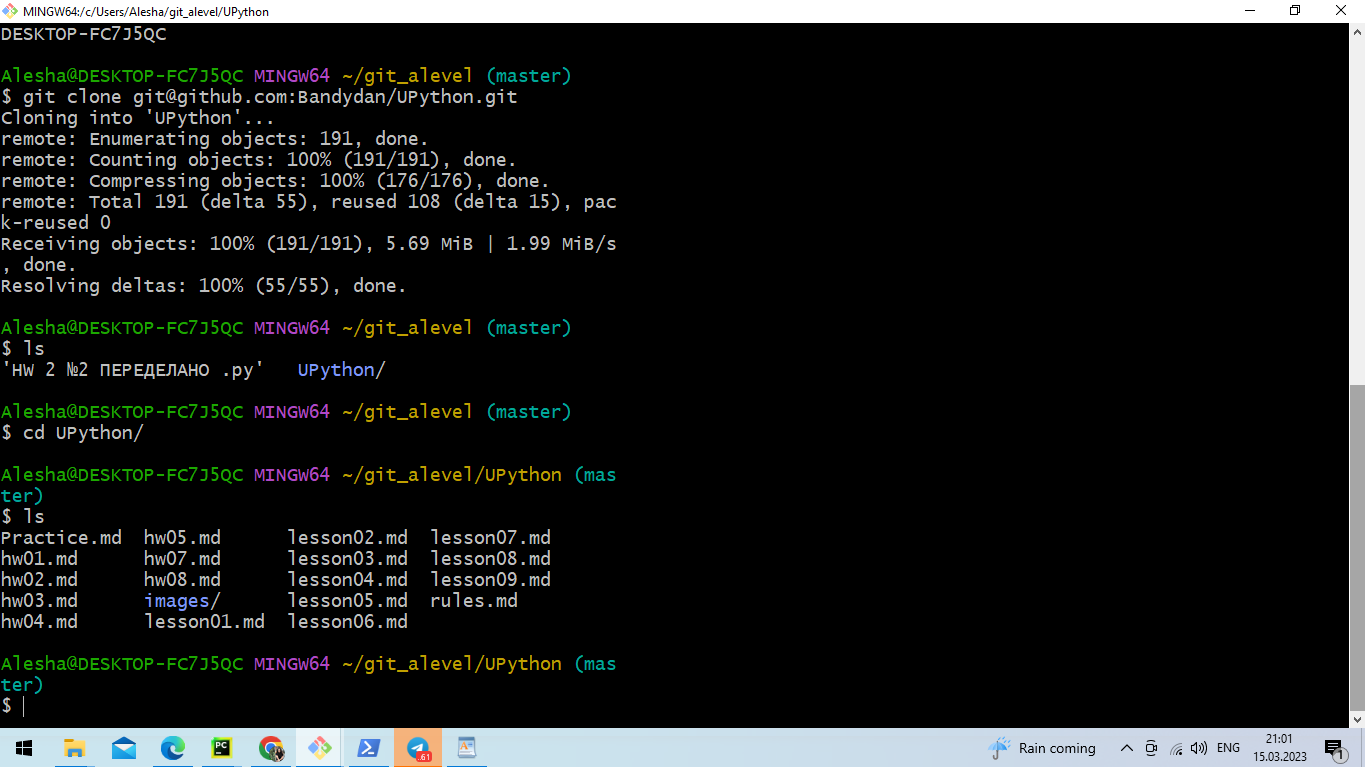 MINGW64:/c/Users/Alesha/git_alevel/UPython
DESKTOP-FC7J5QC
Alesha@DESKTOP-FC7J5QC MINGW64 ~/git_alevel (master)
$ git clone git@github.com:Bandydan/UPython.git
Cloning into 'UPython'...
remote: Enumerating objects: 191, done.
remote: Counting objects: 100% (191/191), done.
remote: Compressing objects: 100% (176/176), done.
remote: Total 191 (delta 55), reused 108 (delta 15), pac
k-reused 0
Receiving objects: 100% (191/191), 5.69 MiB | 1.99 MiB/s
, done.
Resolving deltas: 100% (55/55), done.
Alesha@DESKTOP-FC7J5QC MINGW64 ~/git_alevel (master)
$ ls
'HW 2 №2 ПЕРЕДЕЛАНО .py'   UPython/
Alesha@DESKTOP-FC7J5QC MINGW64 ~/git_alevel (master)
$ cd UPython/
Alesha@DESKTOP-FC7J5QC MINGW64 ~/git_alevel/UPython (mas
ter)
$ ls
Practice.md  hw05.md      lesson02.md  lesson07.md
hw01.md      hw07.md      lesson03.md  lesson08.md
hw02.md      hw08.md      lesson04.md  lesson09.md
hw03.md      images/      lesson05.md  rules.md
hw04.md      lesson01.md  lesson06.md
Alesha@DESKTOP-FC7J5QC MINGW64 ~/git_alevel/UPython (mas
ter)
$
PC
.61
Rain coming
ENG
21:01
15.03.2023
1